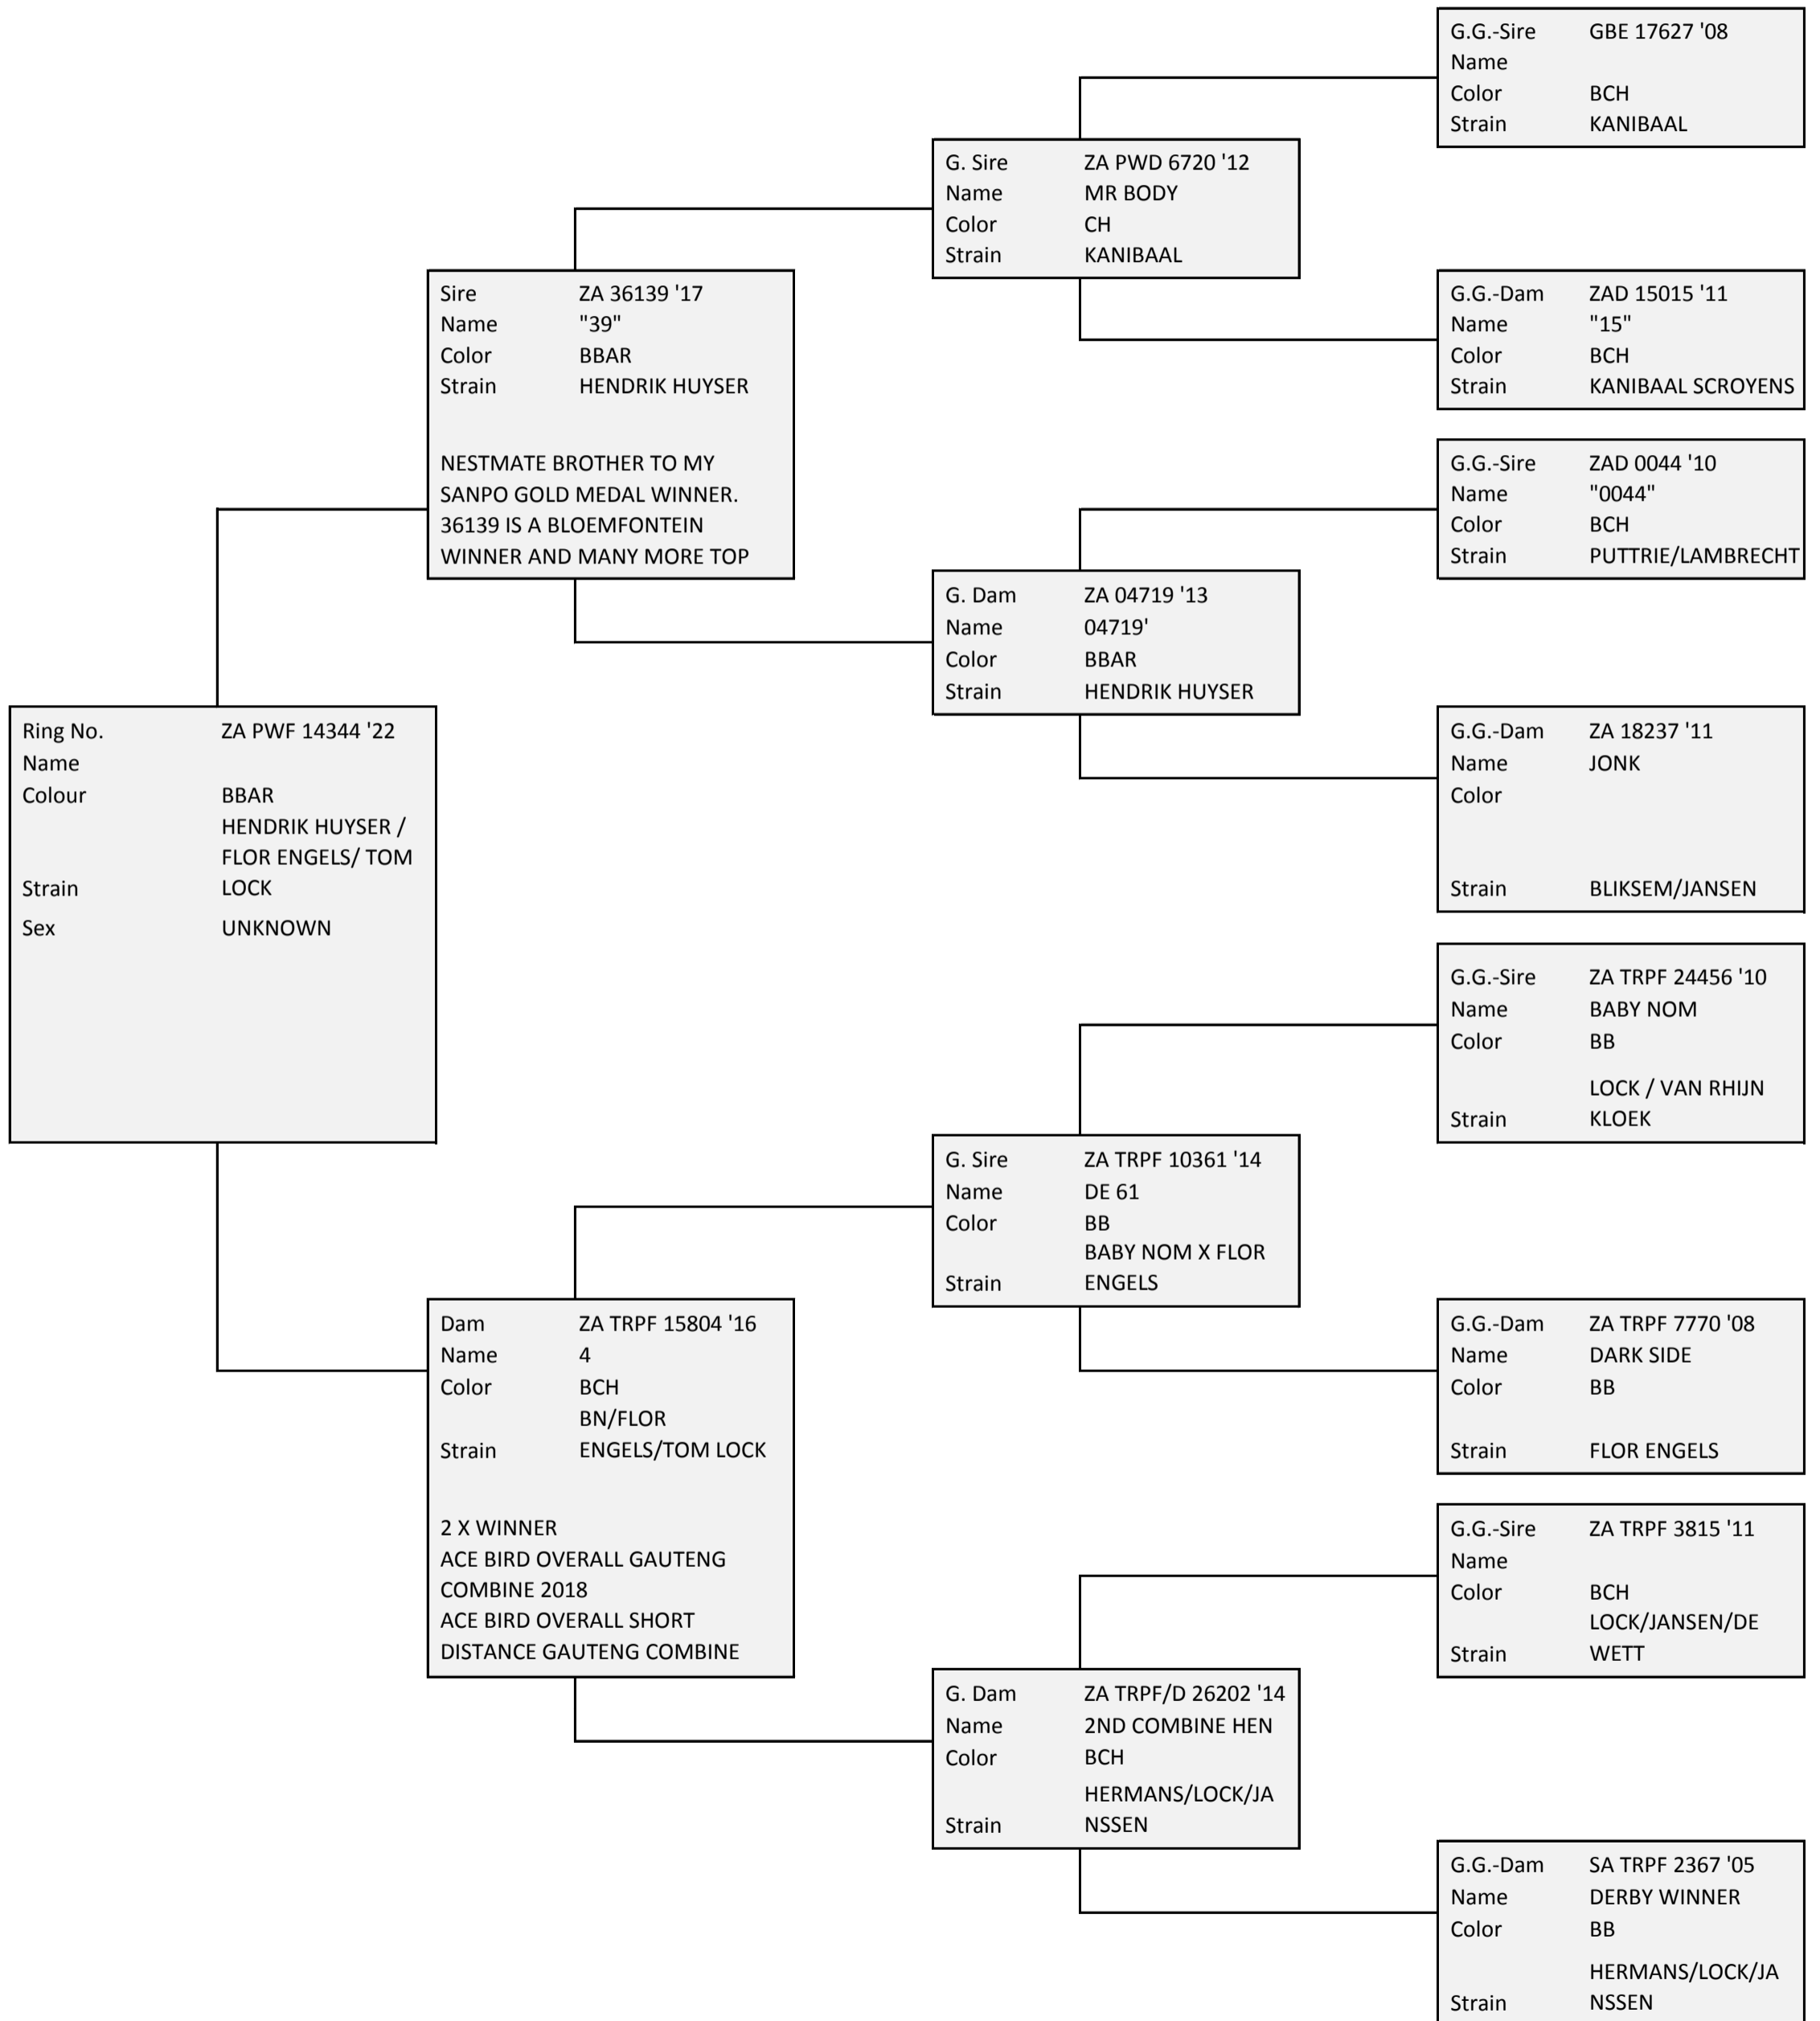 G.G.-Sire GBE 17627 '08
Name
Color BCH
Strain KANIBAAL
G. Sire ZA PWD 6720 '12
Name MR BODY
Color CH
Strain KANIBAAL
Sire ZA 36139 '17
Name "39"
Color BBAR
Strain HENDRIK HUYSER
NESTMATE BROTHER TO MY
SANPO GOLD MEDAL WINNER.
36139 IS A BLOEMFONTEIN
WINNER AND MANY MORE TOP
G.G.-Dam ZAD 15015 '11
Name "15"
Color BCH
Strain KANIBAAL SCROYENS
G.G.-Sire ZAD 0044 '10
Name "0044"
Color BCH
Strain PUTTRIE/LAMBRECHT
G. Dam ZA 04719 '13
Name 04719'
Color BBAR
Strain HENDRIK HUYSER
Ring No. ZA PWF 14344 '22
Name
Colour BBAR
HENDRIK HUYSER /
FLOR ENGELS/ TOM
Strain LOCK
Sex UNKNOWN
G.G.-Dam ZA 18237 '11
Name JONK
Color
Strain BLIKSEM/JANSEN
G.G.-Sire ZA TRPF 24456 '10
Name BABY NOM
Color BB
LOCK / VAN RHIJN
Strain KLOEK
G. Sire ZA TRPF 10361 '14
Name DE 61
Color BB
BABY NOM X FLOR
Strain ENGELS
Dam ZA TRPF 15804 '16
Name 4
Color BCH
BN/FLOR
Strain ENGELS/TOM LOCK
2 X WINNER
ACE BIRD OVERALL GAUTENG
COMBINE 2018
ACE BIRD OVERALL SHORT
DISTANCE GAUTENG COMBINE
G.G.-Dam ZA TRPF 7770 '08
Name DARK SIDE
Color BB
Strain FLOR ENGELS
G.G.-Sire ZA TRPF 3815 '11
Name
Color BCH
LOCK/JANSEN/DE
Strain WETT
G. Dam ZA TRPF/D 26202 '14
Name 2ND COMBINE HEN
Color BCH
HERMANS/LOCK/JA
Strain NSSEN
G.G.-Dam SA TRPF 2367 '05
Name DERBY WINNER
Color BB
HERMANS/LOCK/JA
Strain NSSEN